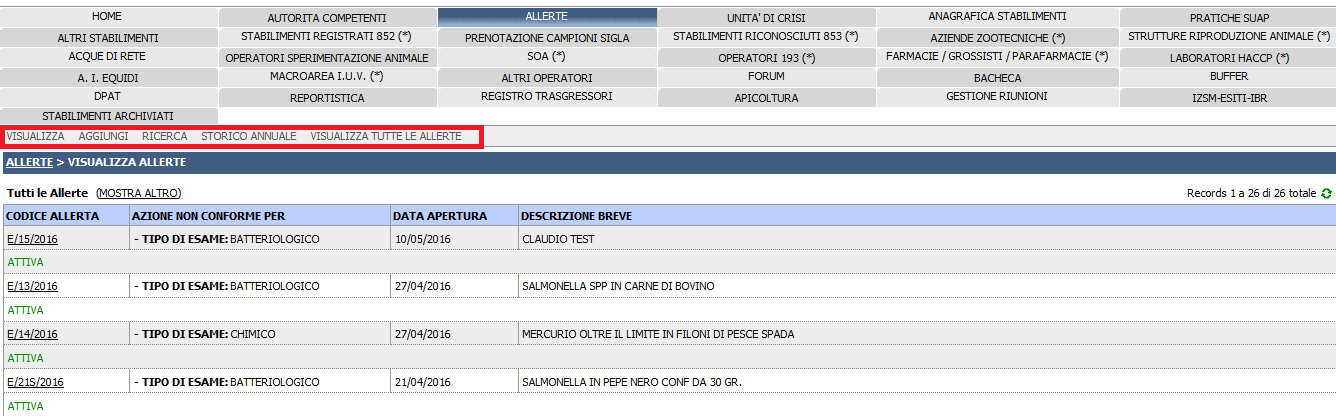 HOME AUTORITA COMPETENTI ALLERTE UNITA' DI CRISI ANAGRAFICA STABILIMENTI PRATICHE SUAP
ALTRI STABILIMENTI STABILIMENTI REGISTRATI 852 (*) PRENOTAZIONE CAMPIONI SIGLA STABILIMENTI RICONOSCIUTI 853 (*) AZIENDE ZOOTECNICHE (*) STRUTTURE RIPRODUZIONE ANIMALE (*)
ACQUE DI RETE OPERATORI SPERIMENTAZIONE ANIMALE SOA (*) OPERATORI 193 (*) FARMACIE / GROSSISTI / PARAFARMACIE (*) LABORATORI HACCP (*)
A. I. EQUIDI MACROAREA I.U.V. (*) ALTRI OPERATORI FORUM BACHECA BUFFER
DPAT REPORTISTICA REGISTRO TRASGRESSORI APICOLTURA GESTIONE RIUNIONI IZSM-ESITI-IBR
STABILIMENTI ARCHIVIATI
VISUALIZZA AGGIUNGI RICERCA STORICO ANNUALE VISUALIZZA TUTTE LE ALLERTE
ALLERTE > VISUALIZZA ALLERTE
Tutti le Allerte (MOSTRA ALTRO) Records 1 a 26 di 26 totale
CODICE ALLERTA AZIONE NON CONFORME PER DATA APERTURA DESCRIZIONE BREVE
E/15/2016 - TIPO DI ESAME: BATTERIOLOGICO 10/05/2016 CLAUDIO TEST
ATTIVA
E/13/2016 - TIPO DI ESAME: BATTERIOLOGICO 27/04/2016 SALMONELLA SPP IN CARNE DI BOVINO
ATTIVA
E/14/2016 - TIPO DI ESAME: CHIMICO 27/04/2016 MERCURIO OLTRE IL LIMITE IN FILONI DI PESCE SPADA
ATTIVA
E/21S/2016 - TIPO DI ESAME: BATTERIOLOGICO 21/04/2016 SALMONELLA IN PEPE NERO CONF DA 30 GR.
ATTIVA